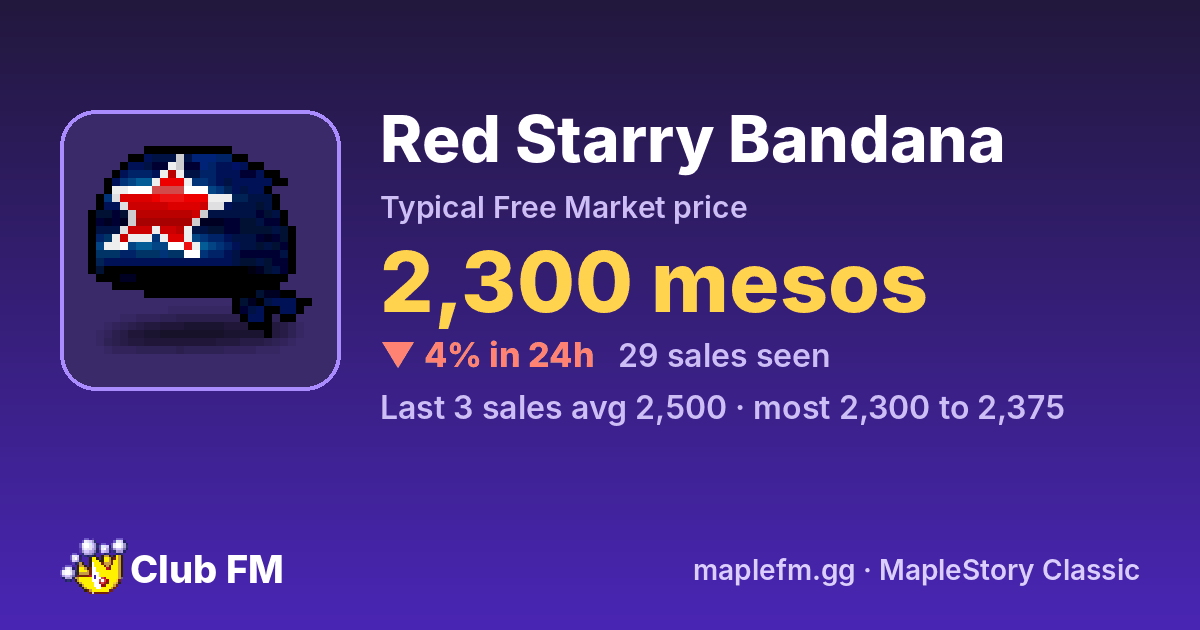 Red Starry Bandana
Typical Free Market price
2,300 mesos
▼ 4% in 24h 29 sales seen
Last 3 sales avg 2,500 · most 2,300 to 2,375
Club FM
maplefm.gg · MapleStory Classic